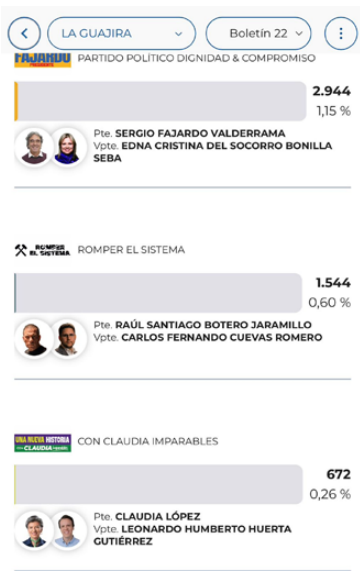 LA GUAJIRA
Boletín 22
FAJARDO
PRESIDENTE
PARTIDO POLÍTICO DIGNIDAD & COMPROMISO
2.944
1,15 %
Pte. SERGIO FAJARDO VALDERRAMA
Vpte. EDNA CRISTINA DEL SOCORRO BONILLA
SEBA
ROMPER
EL SISTEMA
ROMPER EL SISTEMA
1.544
0,60 %
Pte. RAÚL SANTIAGO BOTERO JARAMILLO
Vpte. CARLOS FERNANDO CUEVAS ROMERO
UNA NUEVA HISTORIA
CLAUDIA
CON CLAUDIA IMPARABLES
672
0,26 %
Pte. CLAUDIA LÓPEZ
Vpte. LEONARDO HUMBERTO HUERTA
GUTIÉRREZ